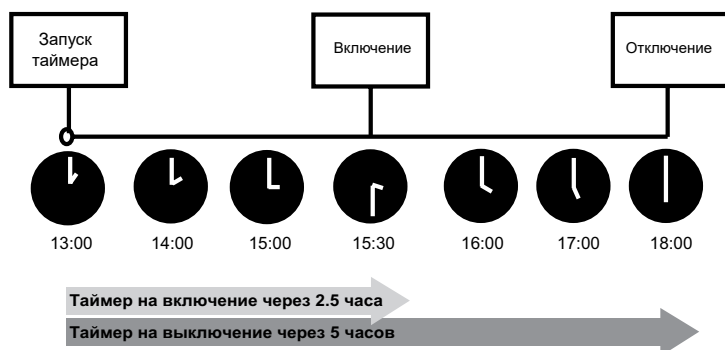 Запуск
таймера
Включение
Отключение
13:00 14:00 15:00 15:30 16:00 17:00 18:00
Таймер на включение через 2.5 часа
Таймер на выключение через 5 часов